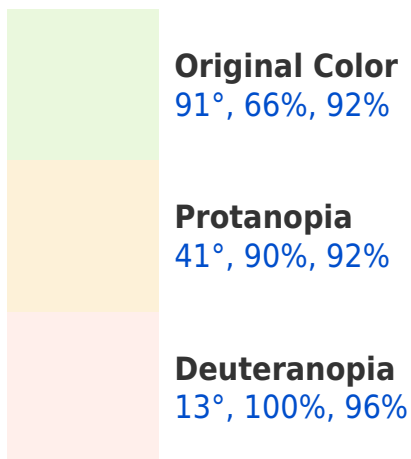 Original Color
91°, 66%, 92%
Protanopia
41°, 90%, 92%
Deuteranopia
13°, 100%, 96%